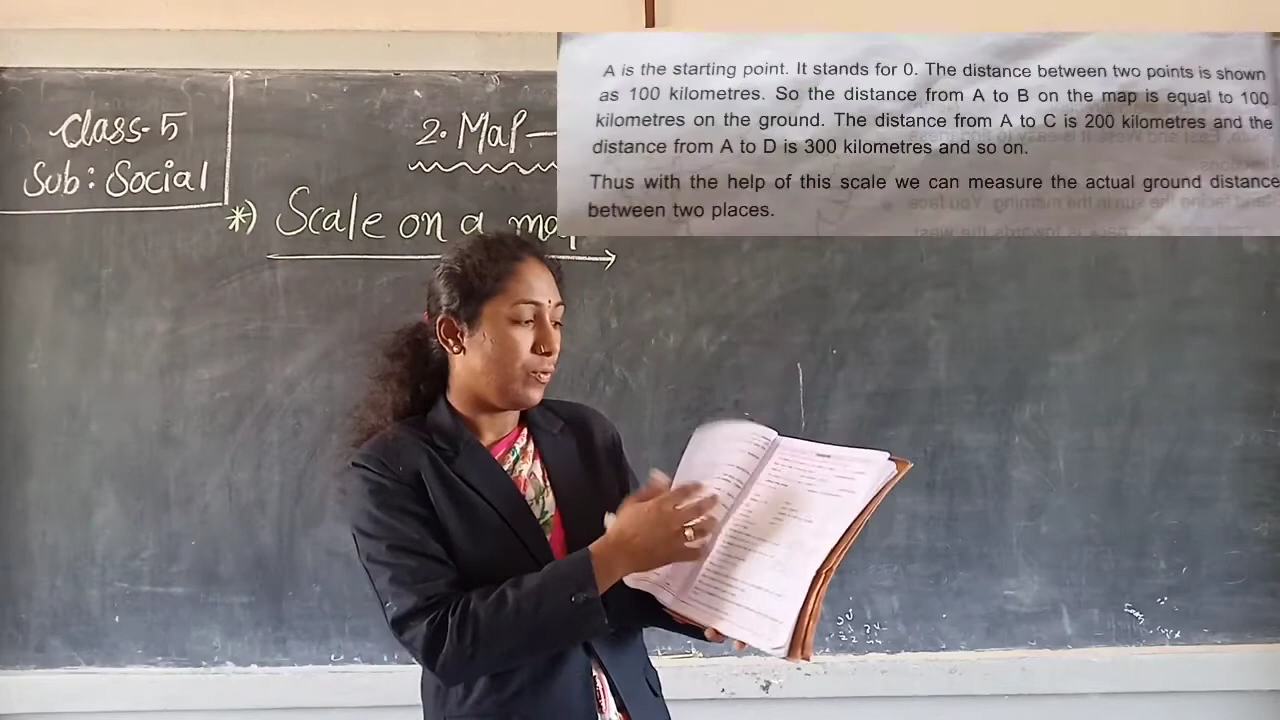 Class-5
Sub: Social
2. Map-
*) Scale on a map
A is the starting point. It stands for 0. The distance between two points is shown
as 100 kilometres. So the distance from A to B on the map is equal to 100
kilometres on the ground. The distance from A to C is 200 kilometres and the
distance from A to D is 300 kilometres and so on.
Thus with the help of this scale we can measure the actual ground distance
between two places.